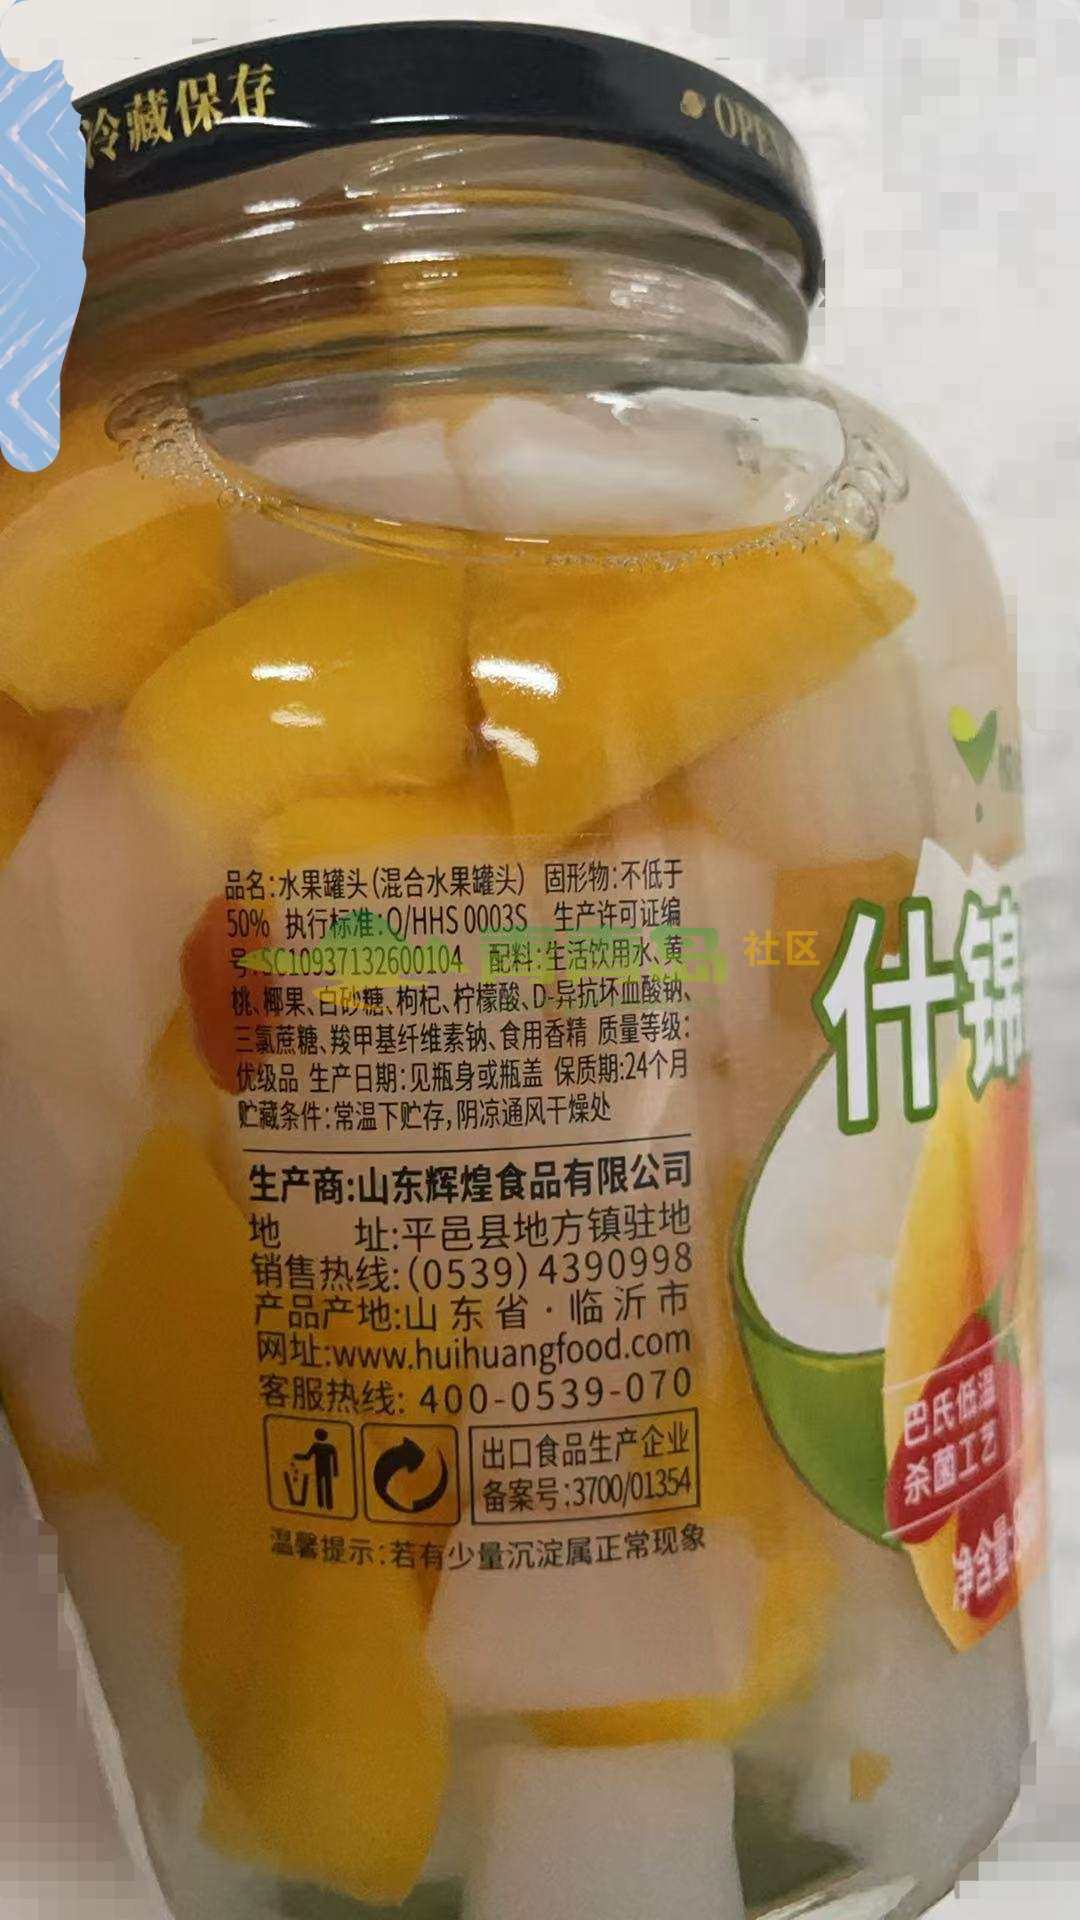 冷藏保存
OPEN
品名:水果罐头(混合水果罐头) 固形物:不低于
50% 执行标准:Q/HHS 0003S 生产许可证编
号:SC10937132600104 配料:生活饮用水、黄
桃、椰果、白砂糖、枸杞、柠檬酸、D-异抗坏血酸钠、
三氯蔗糖、羧甲基纤维素钠、食用香精 质量等级:
优级品 生产日期:见瓶身或瓶盖 保质期:24个月
贮藏条件:常温下贮存,阴凉通风干燥处
社区
什锦
生产商:山东辉煌食品有限公司
地 址:平邑县地方镇驻地
销售热线:(0539)4390998
产品产地:山东省·临沂市
网址:www.huihuangfood.com
客服热线: 400-0539-070
出口食品生产企业
备案号:3700/01354
温馨提示:若有少量沉淀属正常现象
巴氏低温
杀菌工艺
净含量: